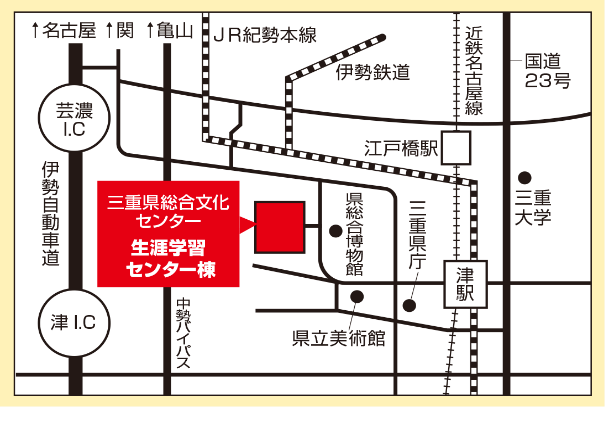 ↑名古屋 ↑関 ↑亀山
JR紀勢本線
伊勢鉄道
近鉄名古屋線
国道
23号
芸濃
I.C
江戸橋駅
伊勢自動車道
三重県総合文化
センター
生涯学習
センター棟
県総合博物館
三重県庁
三重
大学
津
駅
津 I.C
中勢バイパス
県立美術館